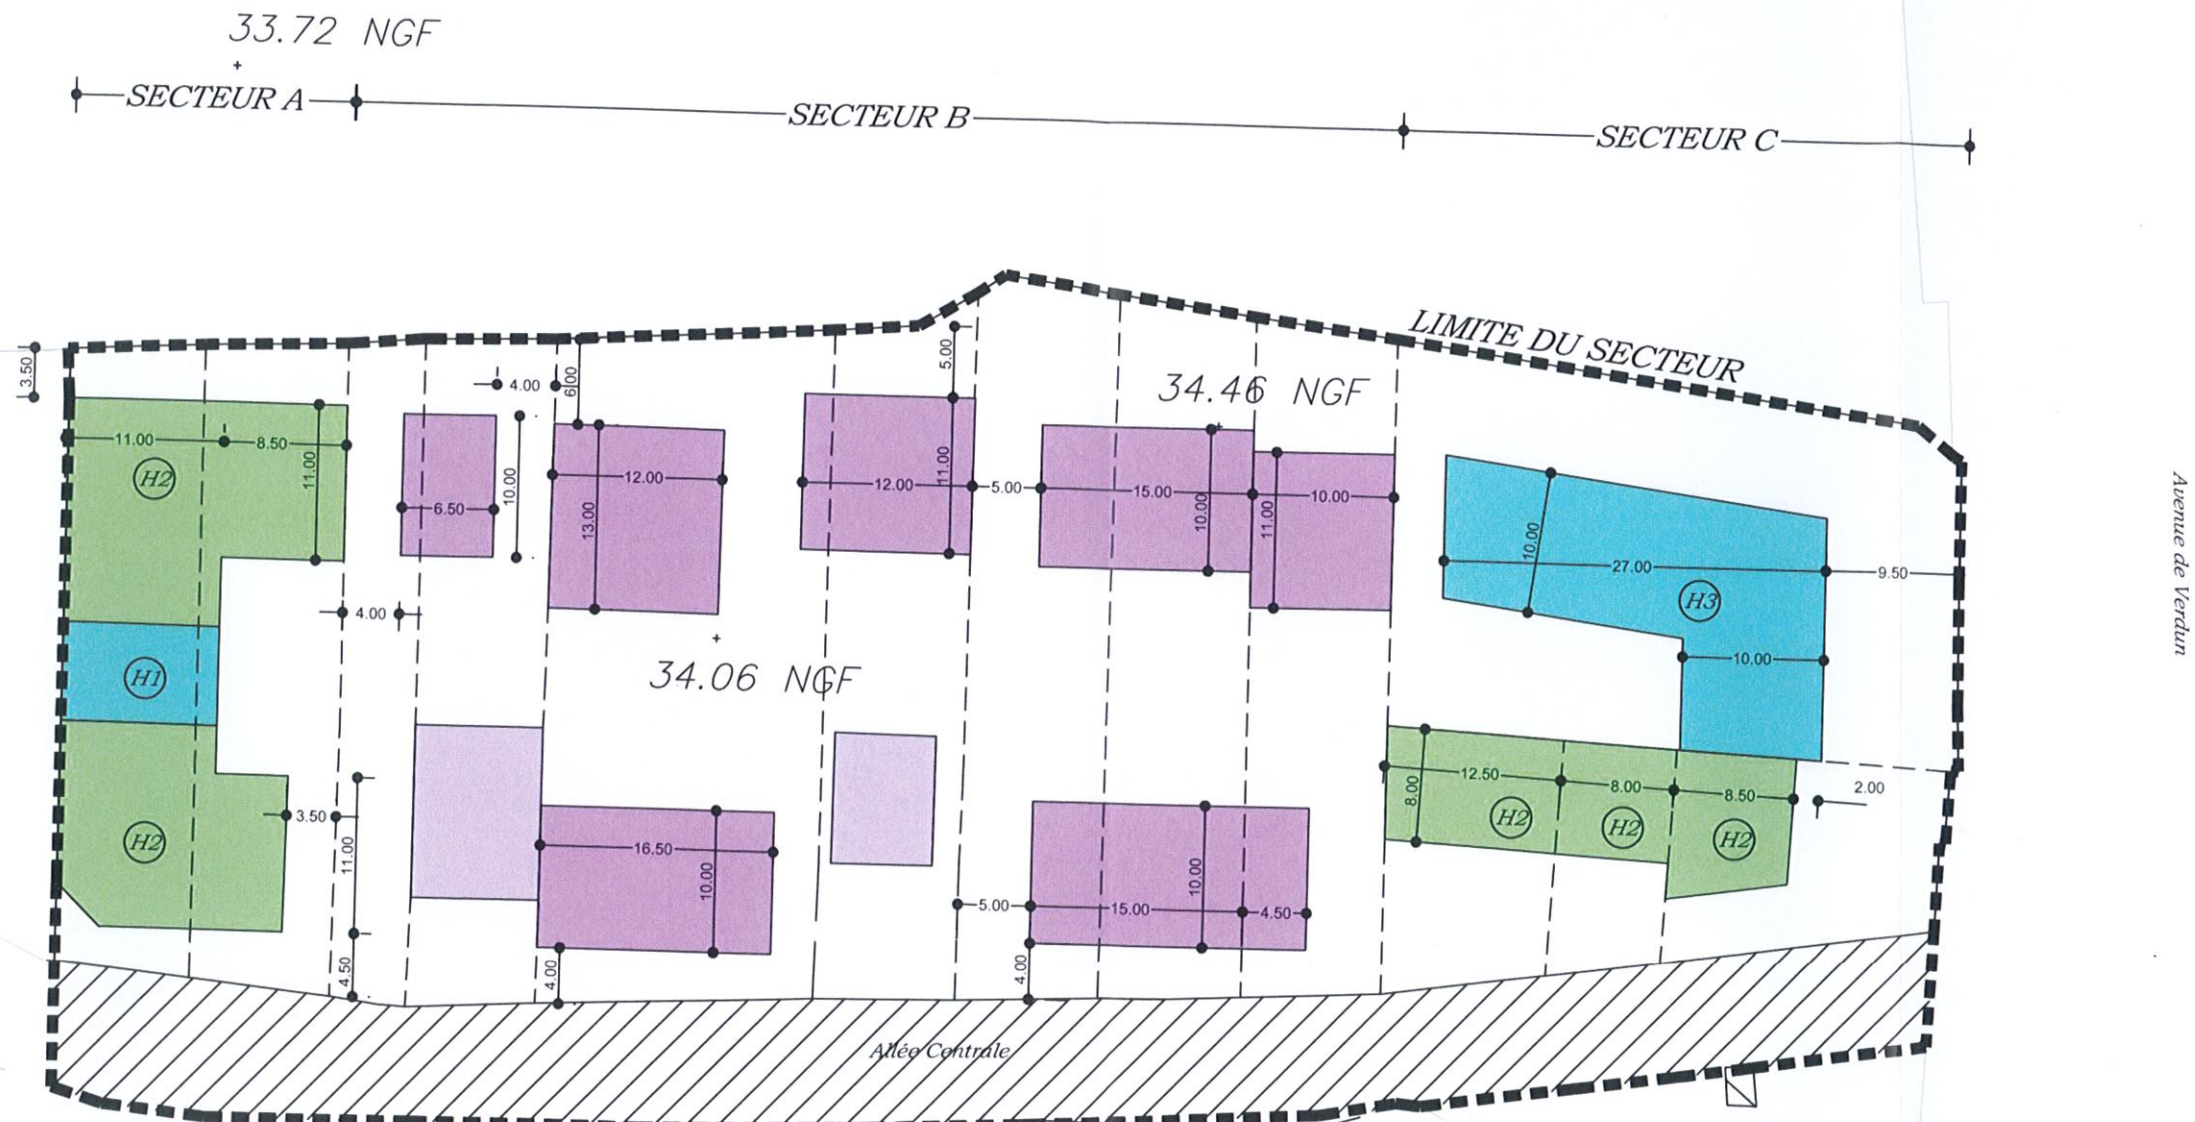 33.72 NGF
SECTEUR A
SECTEUR B
SECTEUR C
LIMITE DU SECTEUR
3.50
4.00
6.00
5.00
34.46 NGF
11.00
8.50
11.00
H2
6.50
10.00
12.00
13.00
12.00
11.00
5.00
15.00
10.00
11.00
10.00
10.00
27.00
9.50
H3
Avenue de Verdun
4.00
H1
34.06 NGF
10.00
12.50
8.00
8.00
8.50
2.00
H2
H2
H2
H2
3.50
11.00
16.50
10.00
10.00
5.00
15.00
4.50
4.50
4.00
4.00
Allée Centrale